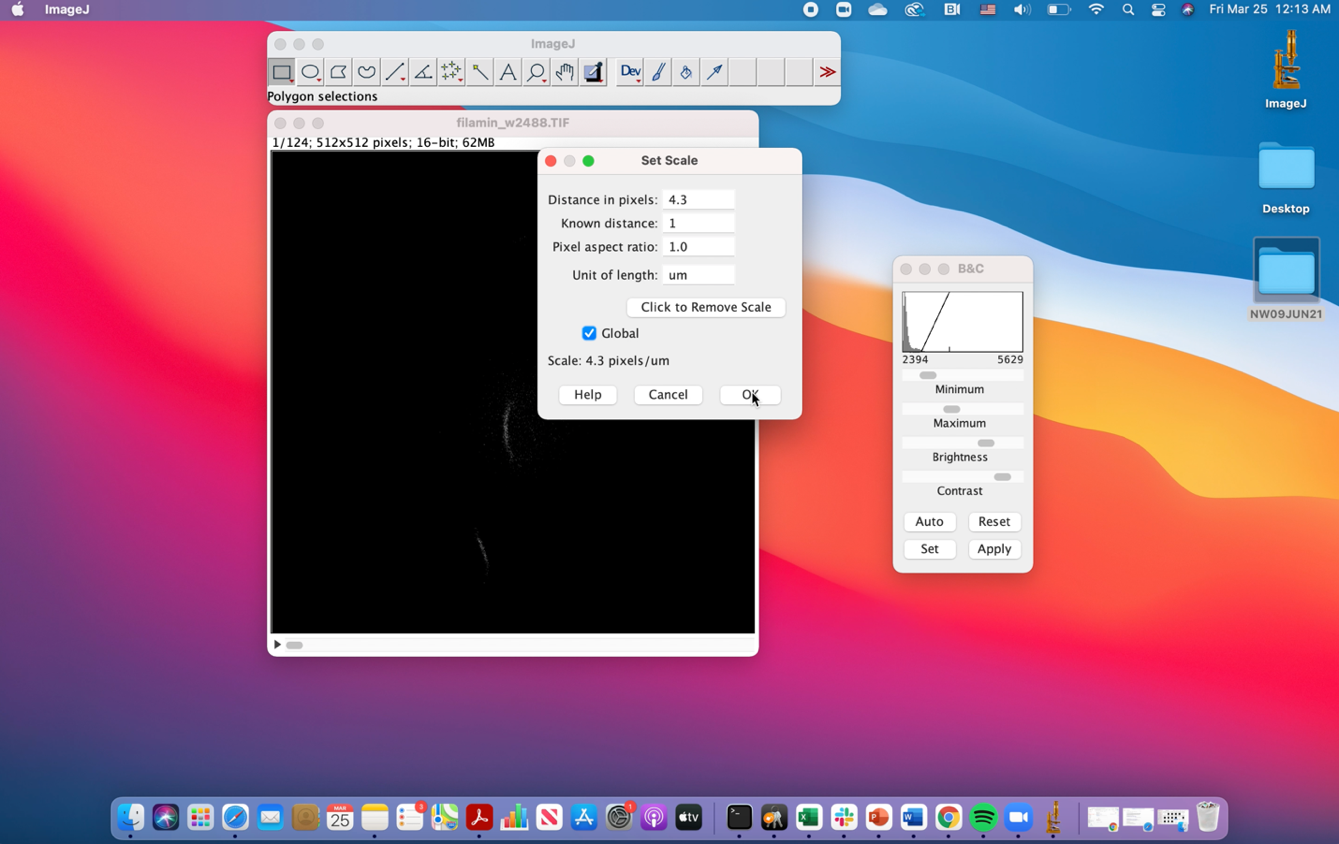 ImageJ
Fri Mar 25 12:13 AM
ImageJ
Dev
Polygon selections
ImageJ
filamin_w2488.TIF
1/124; 512x512 pixels; 16-bit; 62MB
Set Scale
Distance in pixels: 4.3
Known distance: 1
Pixel aspect ratio: 1.0
Unit of length: um
Click to Remove Scale
Global
Scale: 4.3 pixels/um
Help Cancel OK
Desktop
NW09JUN21
B&C
2394 5629
Minimum
Maximum
Brightness
Contrast
Auto Reset
Set Apply
MAR
25
3
1
tv